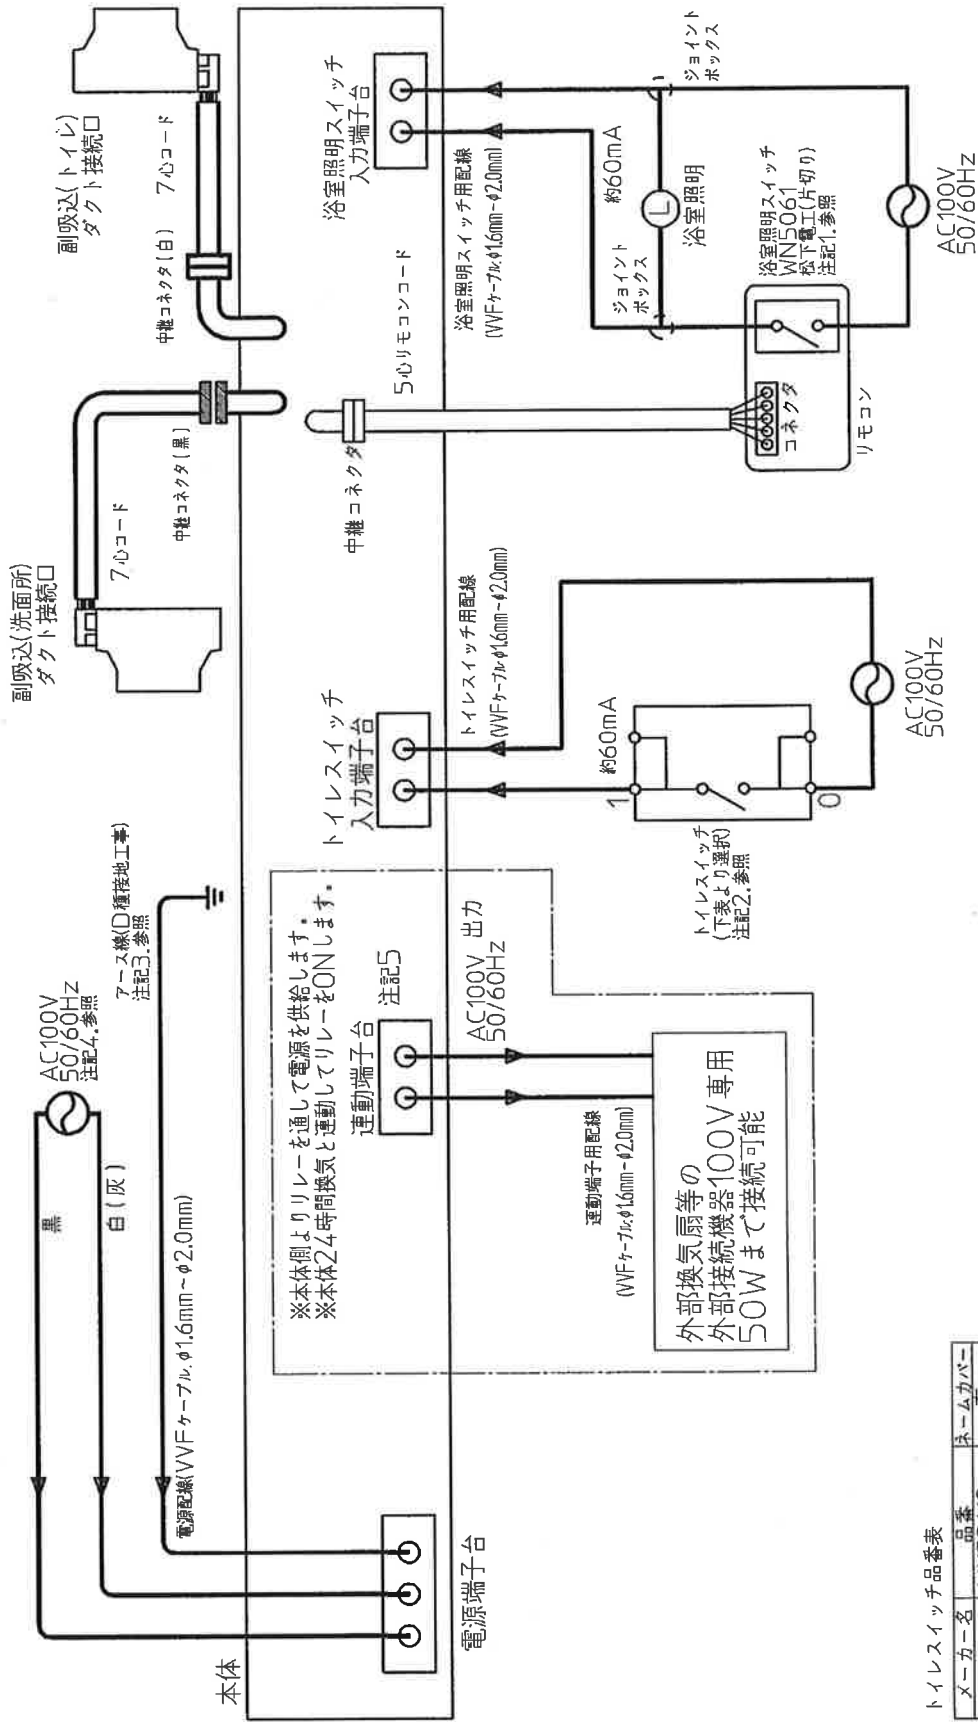 副吸込(トイレ)
ダクト接続口
7心コード
中継コネクタ(白)
副吸込(洗面所)
ダクト接続口
7心コード
中継コネクタ(黒)
AC100V
50/60Hz
注記4.参照
黒
白(灰)
アース線(D種接地工事)
注記3.参照
電源配線(VVFケーブル.φ1.6mm~φ2.0mm)
本体
電源端子台
※本体側よりリレーを通して電源を供給します。
※本体24時間換気と連動してリレーをONします。
連動端子台
注記5
AC100V 出力
50/60Hz
連動端子用配線
(VVFケーブル:φ1.6mm~φ2.0mm)
外部換気扇等の
外部接続機器100V専用
50Wまで接続可能
トイレスイッチ
入力端子台
トイレスイッチ用配線
(VVFケーブルφ1.6mm~φ2.0mm)
約60mA
1
0
トイレスイッチ
(下表より選択)
注記2.参照
AC100V
50/60Hz
中継コネクタ
5心リモコンコード
コネクタ
リモコン
浴室照明スイッチ
入力端子台
浴室照明スイッチ用配線
(VVFケーブル.φ1.6mm~φ2.0mm)
約60mA
ジョイント
ボックス
ジョイント
ボックス
L
浴室照明
浴室照明スイッチ
WN5061
松下電工(片切り)
注記1.参照
AC100V
50/60Hz
トイレスイッチ品番表
メーカー名 品番 ネームカバー